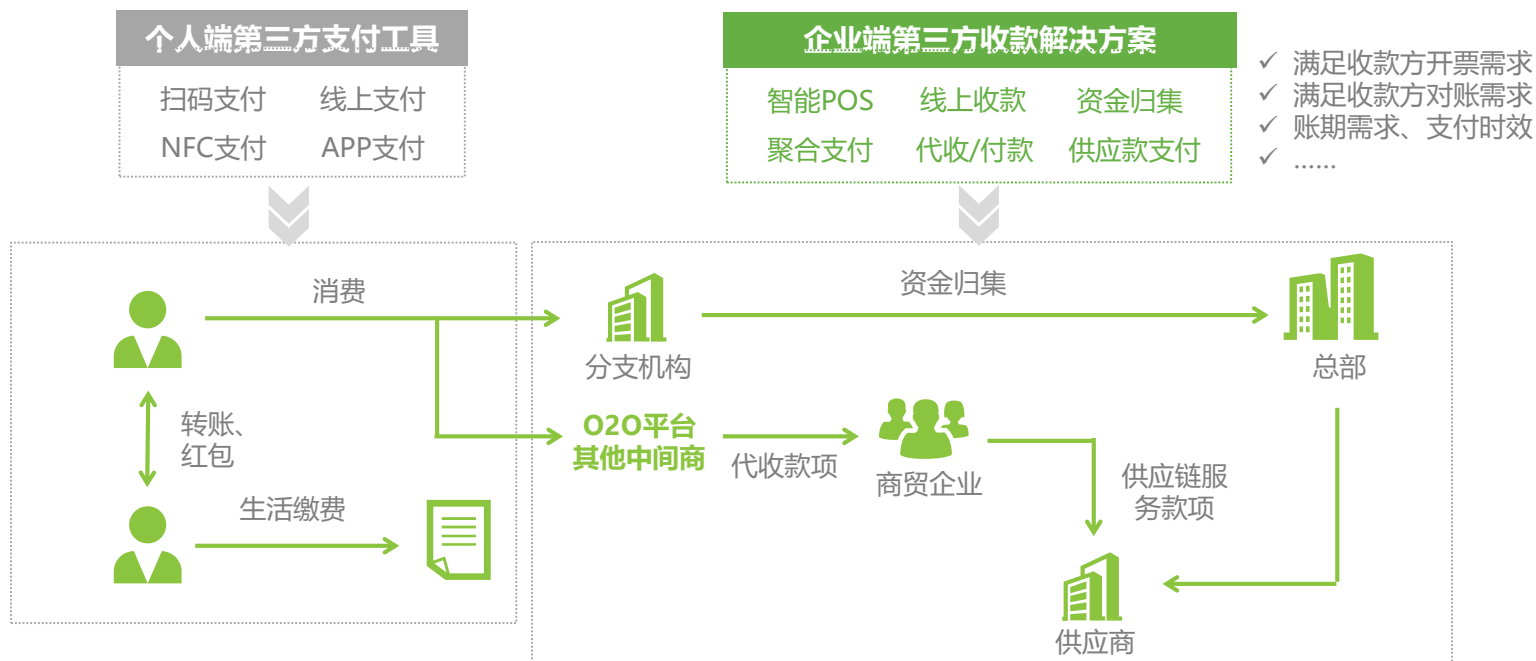 个人端第三方支付工具
扫码支付 线上支付
NFC支付 APP支付
企业端第三方收款解决方案
智能POS 线上收款 资金归集
聚合支付 代收/付款 供应款支付
✓ 满足收款方开票需求
✓ 满足收款方对账需求
✓ 账期需求、支付时效
✓ ……
消费
转账、
红包
生活缴费
资金归集
分支机构
总部
O2O平台
其他中间商
代收款项
商贸企业
供应链服
务款项
供应商